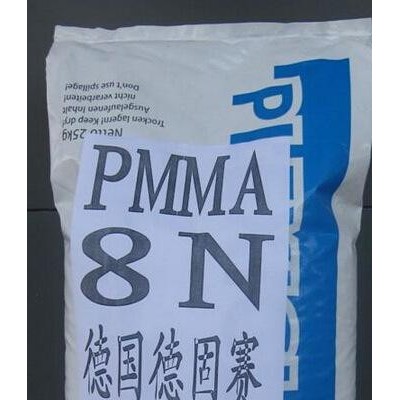 Netto 25kg
Trocken lagern! Keep dry!
Ausgelaufenen Inhalt
nicht verarbeiten!
Don't use spillage!
PMMA
8N
德国德固赛